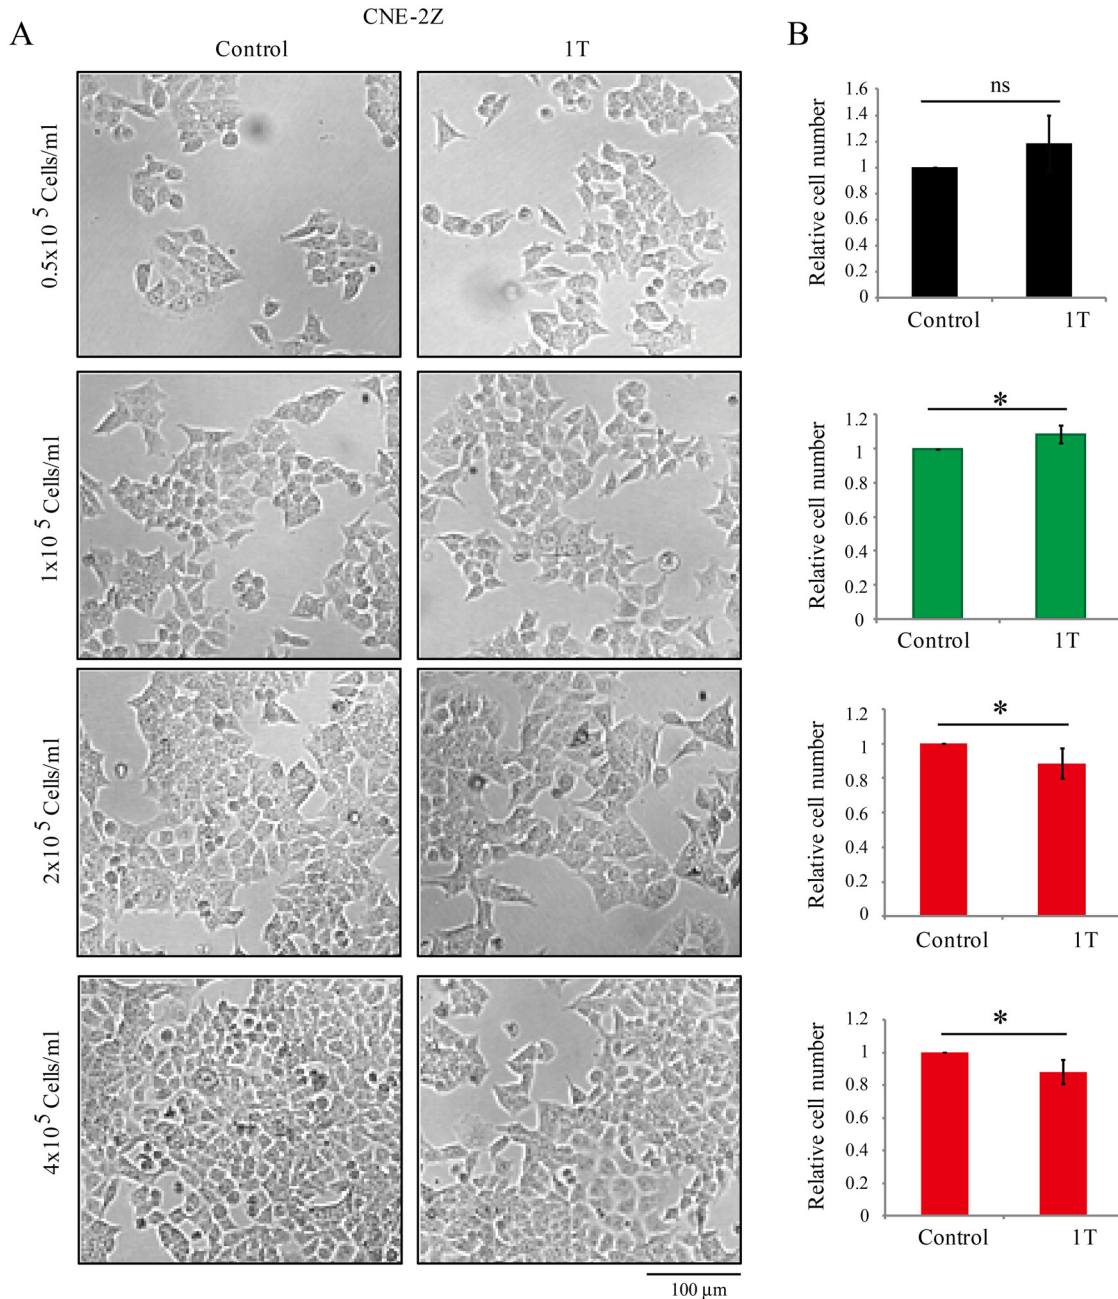 A
CNE-2Z
Control
1T
B
0.5x10 5 Cells/ml
1x10 5 Cells/ml
2x10 5 Cells/ml
4x10 5 Cells/ml
100 µm
ns
Relative cell number
1.6
1.4
1.2
1
0.8
0.6
0.4
0.2
0
Control
1T
*
Relative cell number
1.2
1
0.8
0.6
0.4
0.2
0
Control
1T
*
Relative cell number
1.2
1
0.8
0.6
0.4
0.2
0
Control
1T
*
Relative cell number
1.2
1
0.8
0.6
0.4
0.2
0
Control
1T